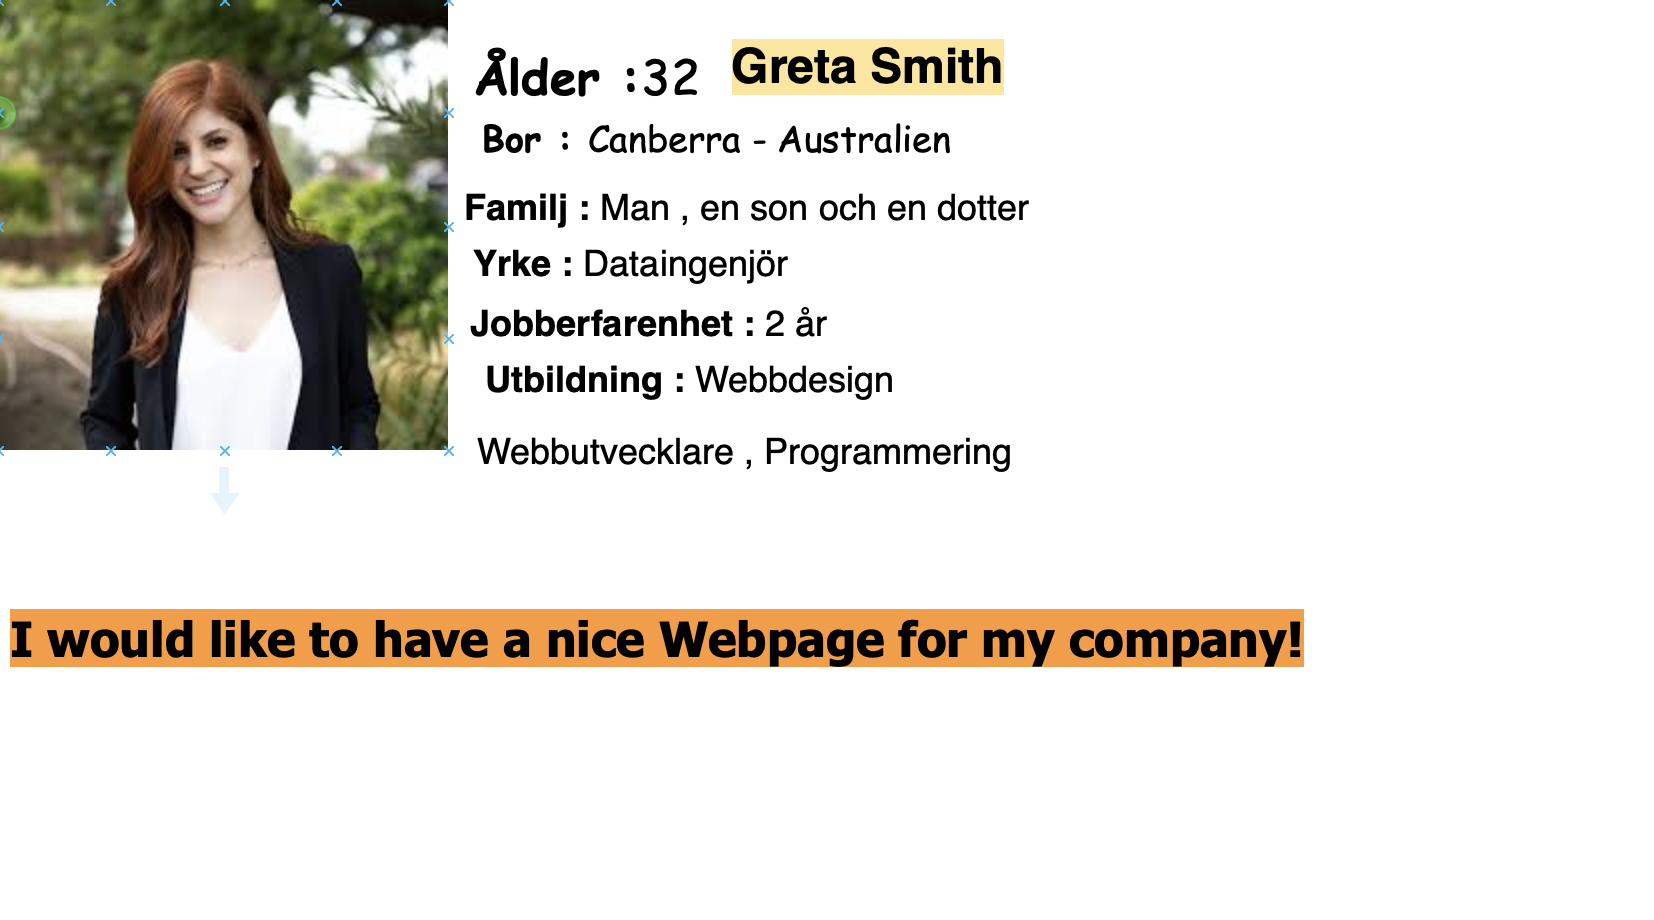 Ålder :32 Greta Smith
Bor : Canberra - Australien
Familj : Man , en son och en dotter
Yrke : Dataingenjör
Jobberfarenhet : 2 år
Utbildning : Webbdesign
Webbutvecklare , Programmering
I would like to have a nice Webpage for my company!